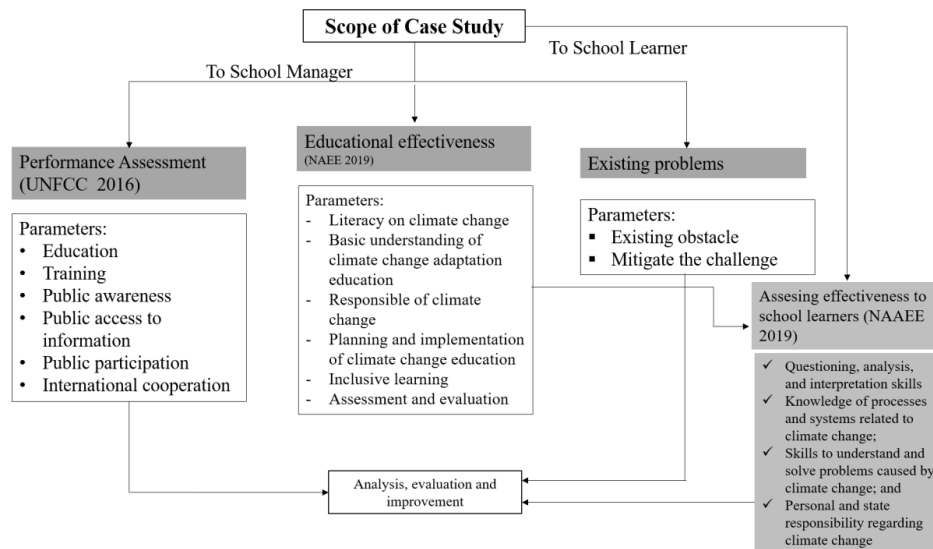 Scope of Case Study
To School Learner
To School Manager
Performance Assessment
(UNFCC 2016)
Parameters:
• Education
• Training
• Public awareness
• Public access to
information
• Public participation
• International cooperation
Educational effectiveness
(NAEE 2019)
Parameters:
- Literacy on climate change
- Basic understanding of
climate change adaptation
education
- Responsible of climate
change
- Planning and implementation
of climate change education
- Inclusive learning
- Assessment and evaluation
Existing problems
Parameters:
▪ Existing obstacle
▪ Mitigate the challenge
Assesing effectiveness to
school learners (NAAEE
2019)
✓ Questioning, analysis,
and interpretation skills
✓ Knowledge of processes
and systems related to
climate change;
✓ Skills to understand and
solve problems caused by
climate change; and
✓ Personal and state
responsibility regarding
climate change
Analysis, evaluation and
improvement